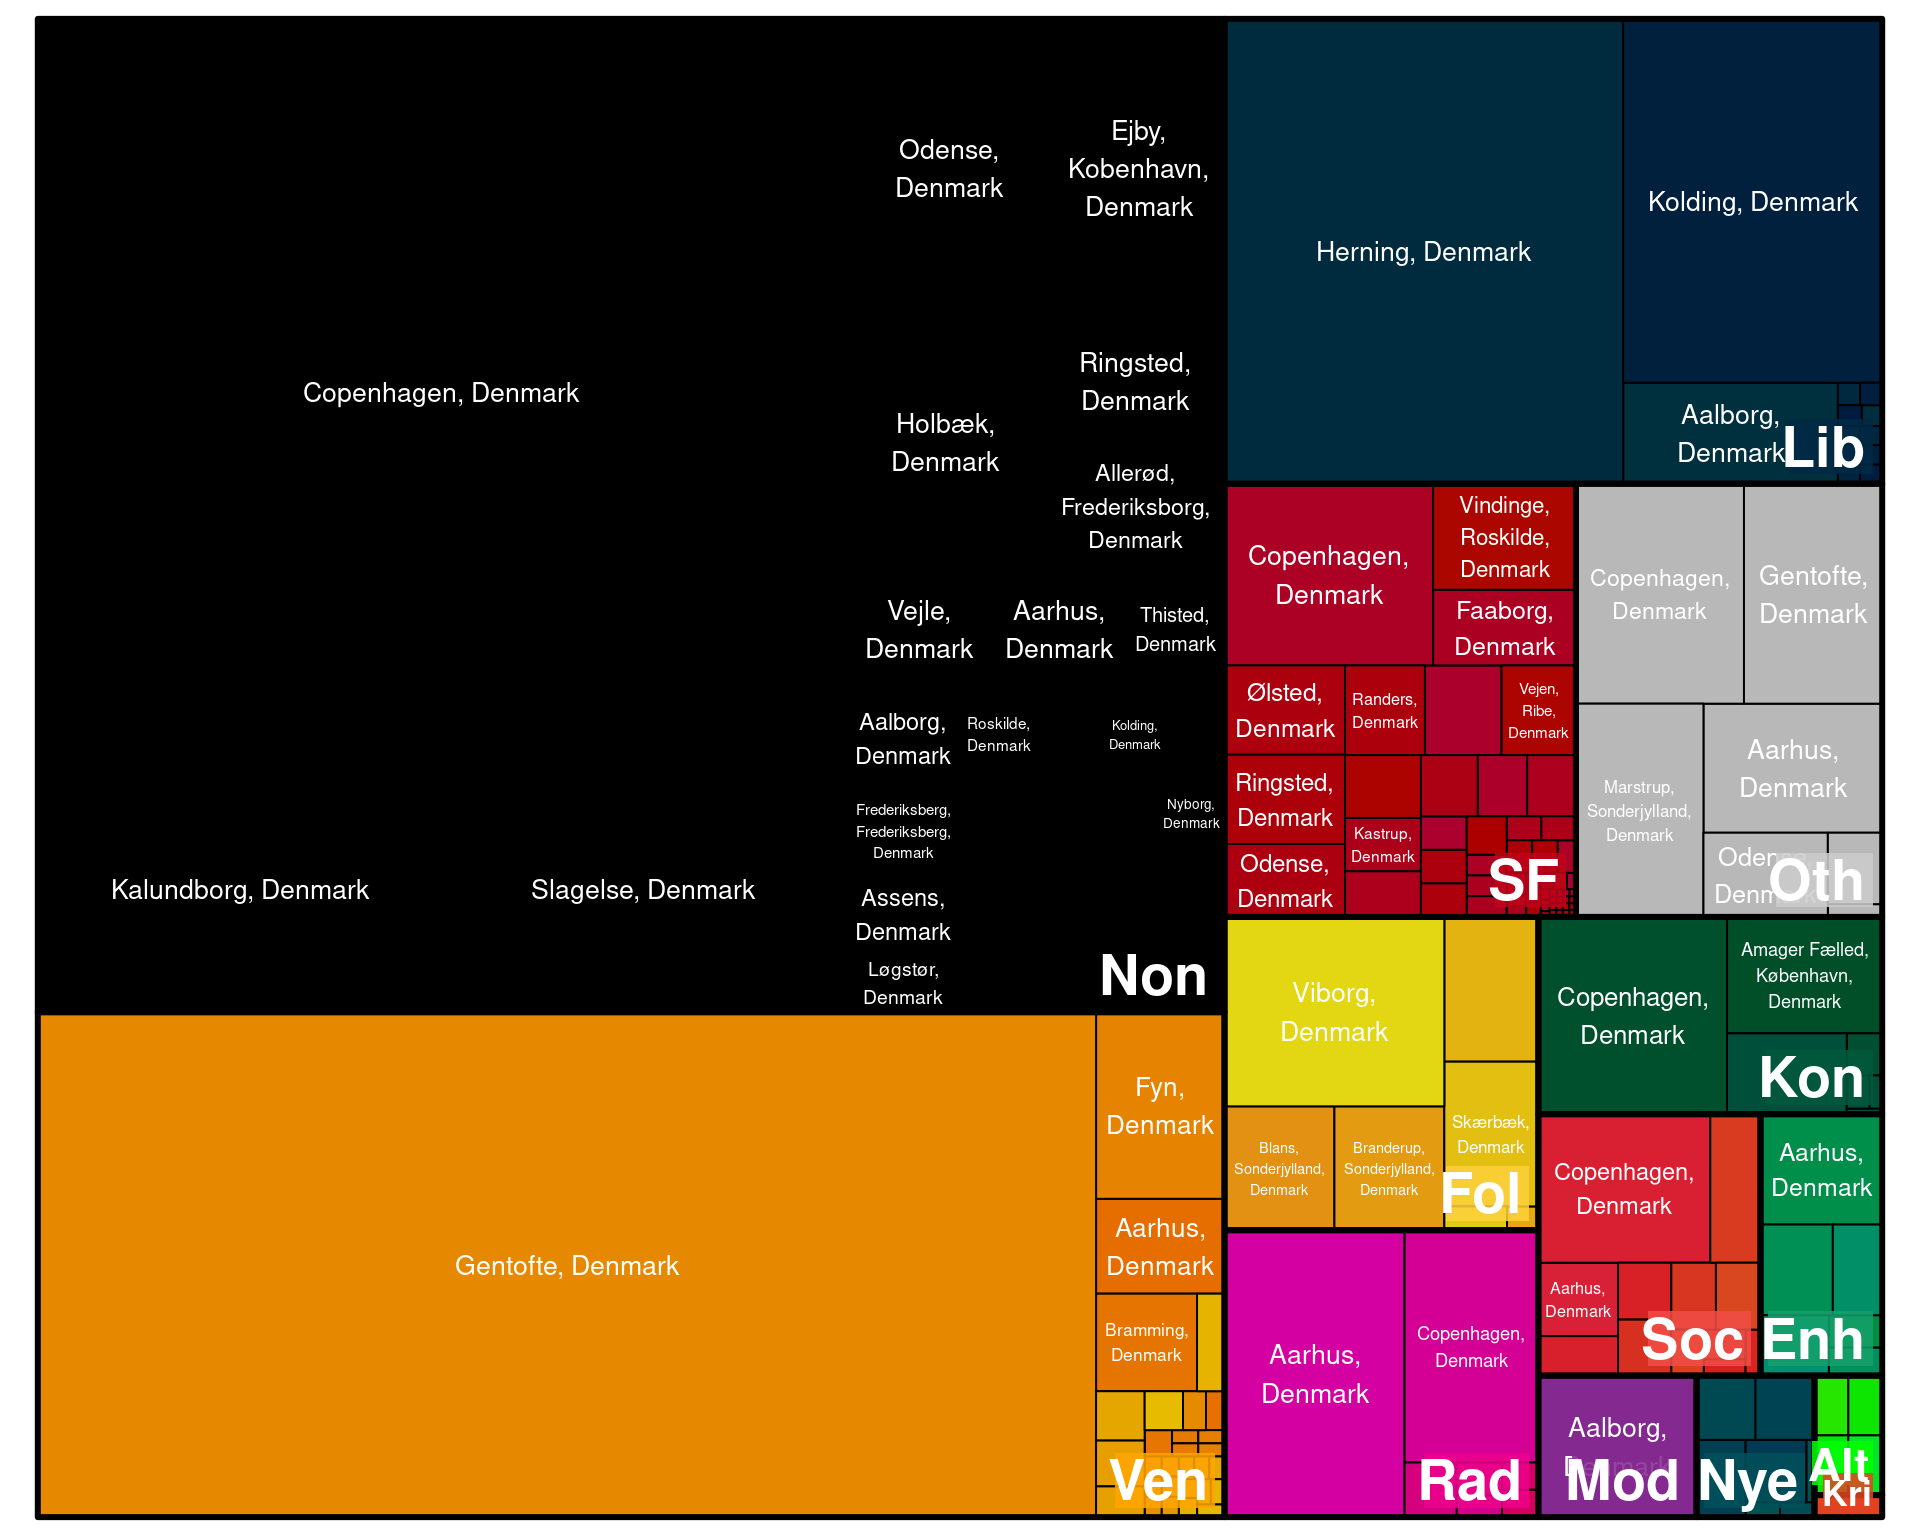 Copenhagen, Denmark
Odense,
Denmark
Ejby,
Kobenhavn,
Denmark
Holbæk,
Denmark
Ringsted,
Denmark
Allerød,
Frederiksborg,
Denmark
Vejle,
Denmark
Aarhus,
Denmark
Thisted,
Denmark
Aalborg,
Denmark
Roskilde,
Denmark
Kolding,
Denmark
Frederiksberg,
Frederiksberg,
Denmark
Nyborg,
Denmark
Kalundborg, Denmark
Slagelse, Denmark
Assens,
Denmark
Løgstør,
Denmark
Non
Gentofte, Denmark
Fyn,
Denmark
Aarhus,
Denmark
Bramming,
Denmark
Ven
Herning, Denmark
Kolding, Denmark
Aalborg,
Denmark
Lib
Copenhagen,
Denmark
Vindinge,
Roskilde,
Denmark
Faaborg,
Denmark
Ølsted,
Denmark
Randers,
Denmark
Vejen,
Ribe,
Denmark
Ringsted,
Denmark
Kastrup,
Denmark
Odense,
Denmark
SF
Copenhagen,
Denmark
Gentofte,
Denmark
Marstrup,
Sonderjylland,
Denmark
Aarhus,
Denmark
Odense,
Denmark
Oth
Viborg,
Denmark
Blans,
Sonderjylland,
Denmark
Branderup,
Sonderjylland,
Denmark
Skærbæk,
Denmark
Fol
Copenhagen,
Denmark
Amager Fælled,
København,
Denmark
Kon
Copenhagen,
Denmark
Aarhus,
Denmark
Soc
Aarhus,
Denmark
Enh
Aarhus,
Denmark
Copenhagen,
Denmark
Rad
Aalborg,
Denmark
Mod
Nye
Alt
Kri